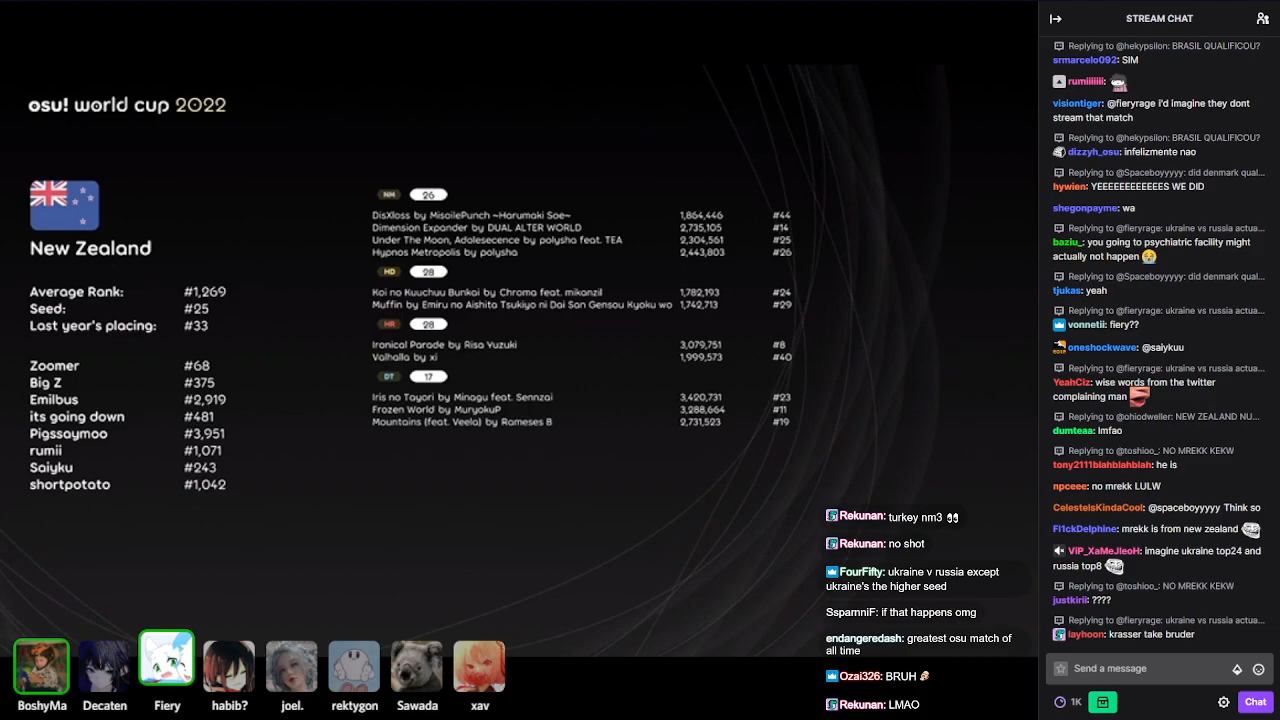 osu! world cup 2022
New Zealand
Average Rank: #1,269
Seed: #25
Last year's placing: #33
Zoomer #68
Big Z #375
Emilbus #2,919
its going down #481
Pigssaymoo #3,951
rumii #1,071
Saiyku #243
shortpotato #1,042
NM 26
DisXloss by MisoilePunch ~Harumaki Soe~ 1,864,446 #44
Dimension Expander by DUAL ALTER WORLD 2,735,105 #14
Under The Moon, Adolesecence by polysha feat. TEA 2,304,561 #25
Hypnos Metropolis by polysha 2,443,803 #26
HD 28
Koi no Kuuchuu Bunkai by Chroma feat. mikanzil 1,782,193 #24
Muffin by Emiru no Aishita Tsukiyo ni Dai San Gensou Kyoku wo 1,742,713 #29
HR 28
Ironical Parade by Risa Yuzuki 3,079,751 #8
Valhalla by xi 1,999,573 #40
DT 17
Iris no Tayori by Minagu feat. Sennzai 3,420,731 #23
Frozen World by MuryokuP 3,288,664 #11
Mountains (feat. Veela) by Rameses B 2,731,523 #19
Rekunan: turkey nm3 👀
Rekunan: no shot
FourFifty: ukraine v russia except
ukraine's the higher seed
SsparniF: if that happens omg
endangeredash: greatest osu match of
all time
Ozai326: BRUH
Rekunan: LMAO
BoshyMa
Decaten
Fiery
habib?
joel.
rektygon
Sawada
xav
STREAM CHAT
Replying to @hekypsilon: BRASIL QUALIFICOU?
srmarcelo092: SIM
rumiiiiiii:
visiontiger: @fieryrage i'd imagine they dont
stream that match
Replying to @hekypsilon: BRASIL QUALIFICOU?
dizzyh_osu: infelizmente nao
Replying to @Spaceboyyyy: did denmark qual...
hywien: YEEEEEEEEEEES WE DID
shegonpayme: wa
Replying to @fieryrage: ukraine vs russia actua...
baziu_: you going to psychiatric facility might
actually not happen 😭
Replying to @Spaceboyyyy: did denmark qual...
tjukas: yeah
Replying to @fieryrage: ukraine vs russia actua...
vonnetii: fiery??
oneshockwave: @saiykuu
Replying to @fieryrage: ukraine vs russia actua...
YeahCiz: wise words from the twitter
complaining man
Replying to @ohiodweller: NEW ZEALAND NU...
dumteaa: lmfao
Replying to @toshioo_: NO MREKK KEKW
tony2111blahblahblah: he is
npceee: no mrekk LULW
CelesteIsKindaCool: @spaceboyyyyy Think so
Fl1ckDelphine: mrekk is from new zealand
ViP_XaMeJIeoH: imagine ukraine top24 and
russia top8
Replying to @toshioo_: NO MREKK KEKW
justkirii: ????
Replying to @fieryrage: ukraine vs russia actua...
layhoon: krasser take bruder
Send a message
1K
Chat